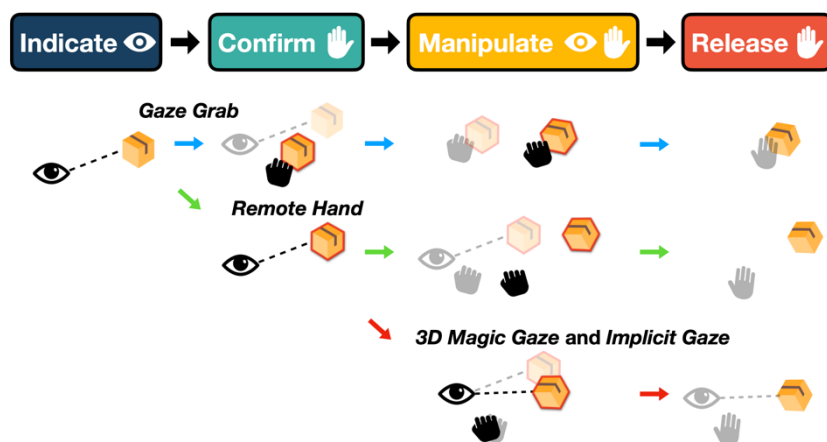 Indicate
Confirm
Manipulate
Release
Gaze Grab
Remote Hand
3D Magic Gaze and Implicit Gaze